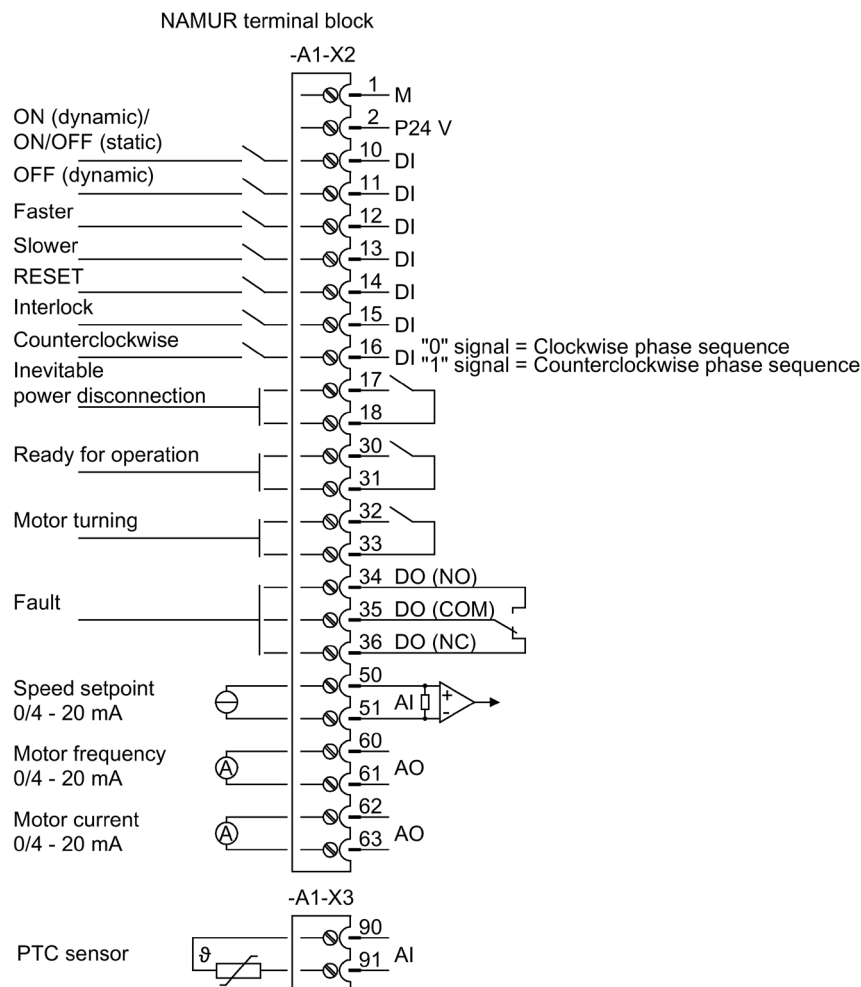 NAMUR terminal block
-A1-X2
1 M
2 P24 V
ON (dynamic)/
ON/OFF (static)
10 DI
OFF (dynamic)
11 DI
Faster
12 DI
Slower
13 DI
RESET
14 DI
Interlock
15 DI
Counterclockwise
16 DI "0" signal = Clockwise phase sequence
"1" signal = Counterclockwise phase sequence
Inevitable
power disconnection
17
18
Ready for operation
30
31
Motor turning
32
33
Fault
34 DO (NO)
35 DO (COM)
36 DO (NC)
Speed setpoint
0/4 - 20 mA
50
51 AI
+
-
Motor frequency
0/4 - 20 mA
A
60
61 AO
Motor current
0/4 - 20 mA
A
62
63 AO
-A1-X3
PTC sensor
ϑ
90
91 AI